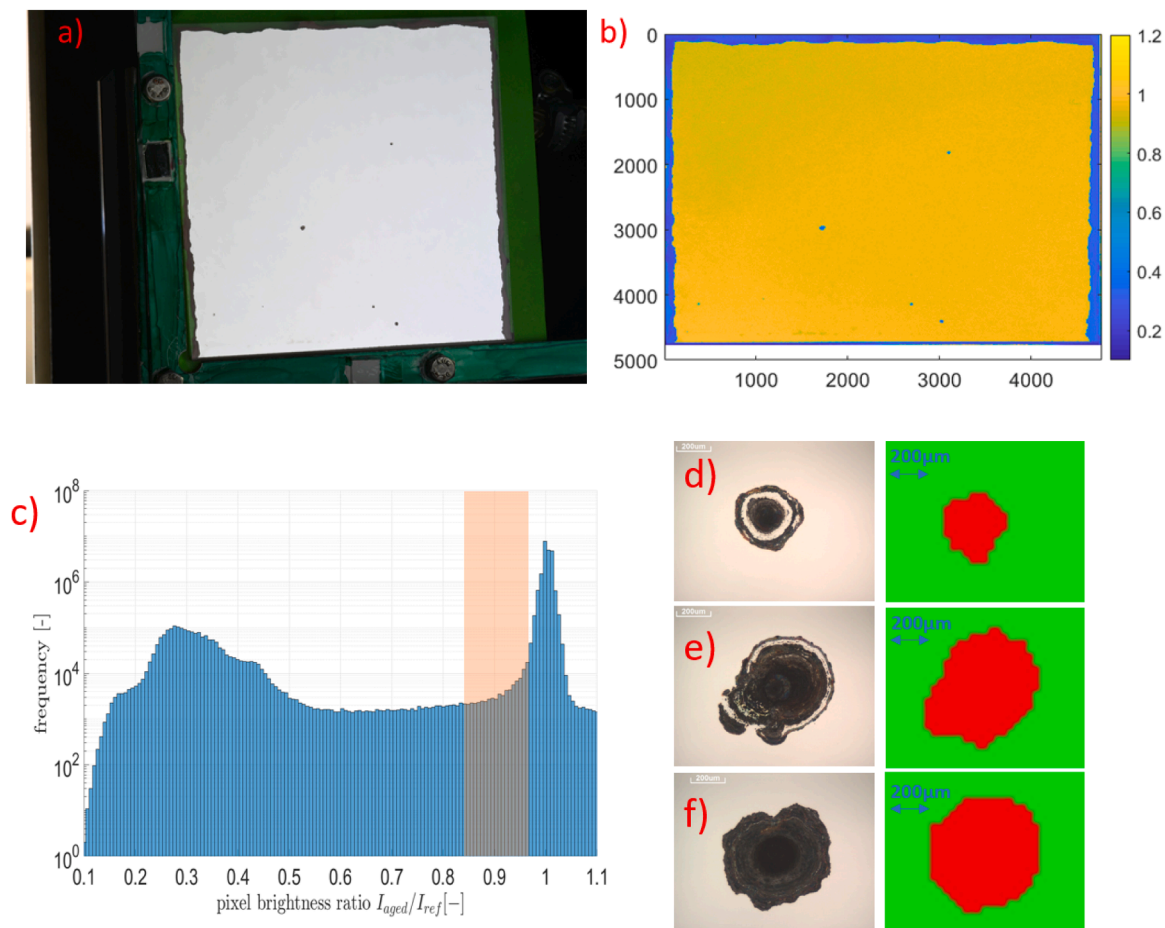 a)
b)
0
1000
2000
3000
4000
5000
1000 2000 3000 4000
1.2
1
0.8
0.6
0.4
0.2
c)
frequency [-]
10^8
10^6
10^4
10^2
10^0
0.1 0.2 0.3 0.4 0.5 0.6 0.7 0.8 0.9 1 1.1
pixel brightness ratio I_aged/I_ref[−]
200um
d)
200µm
200um
e)
200µm
200um
f)
200µm